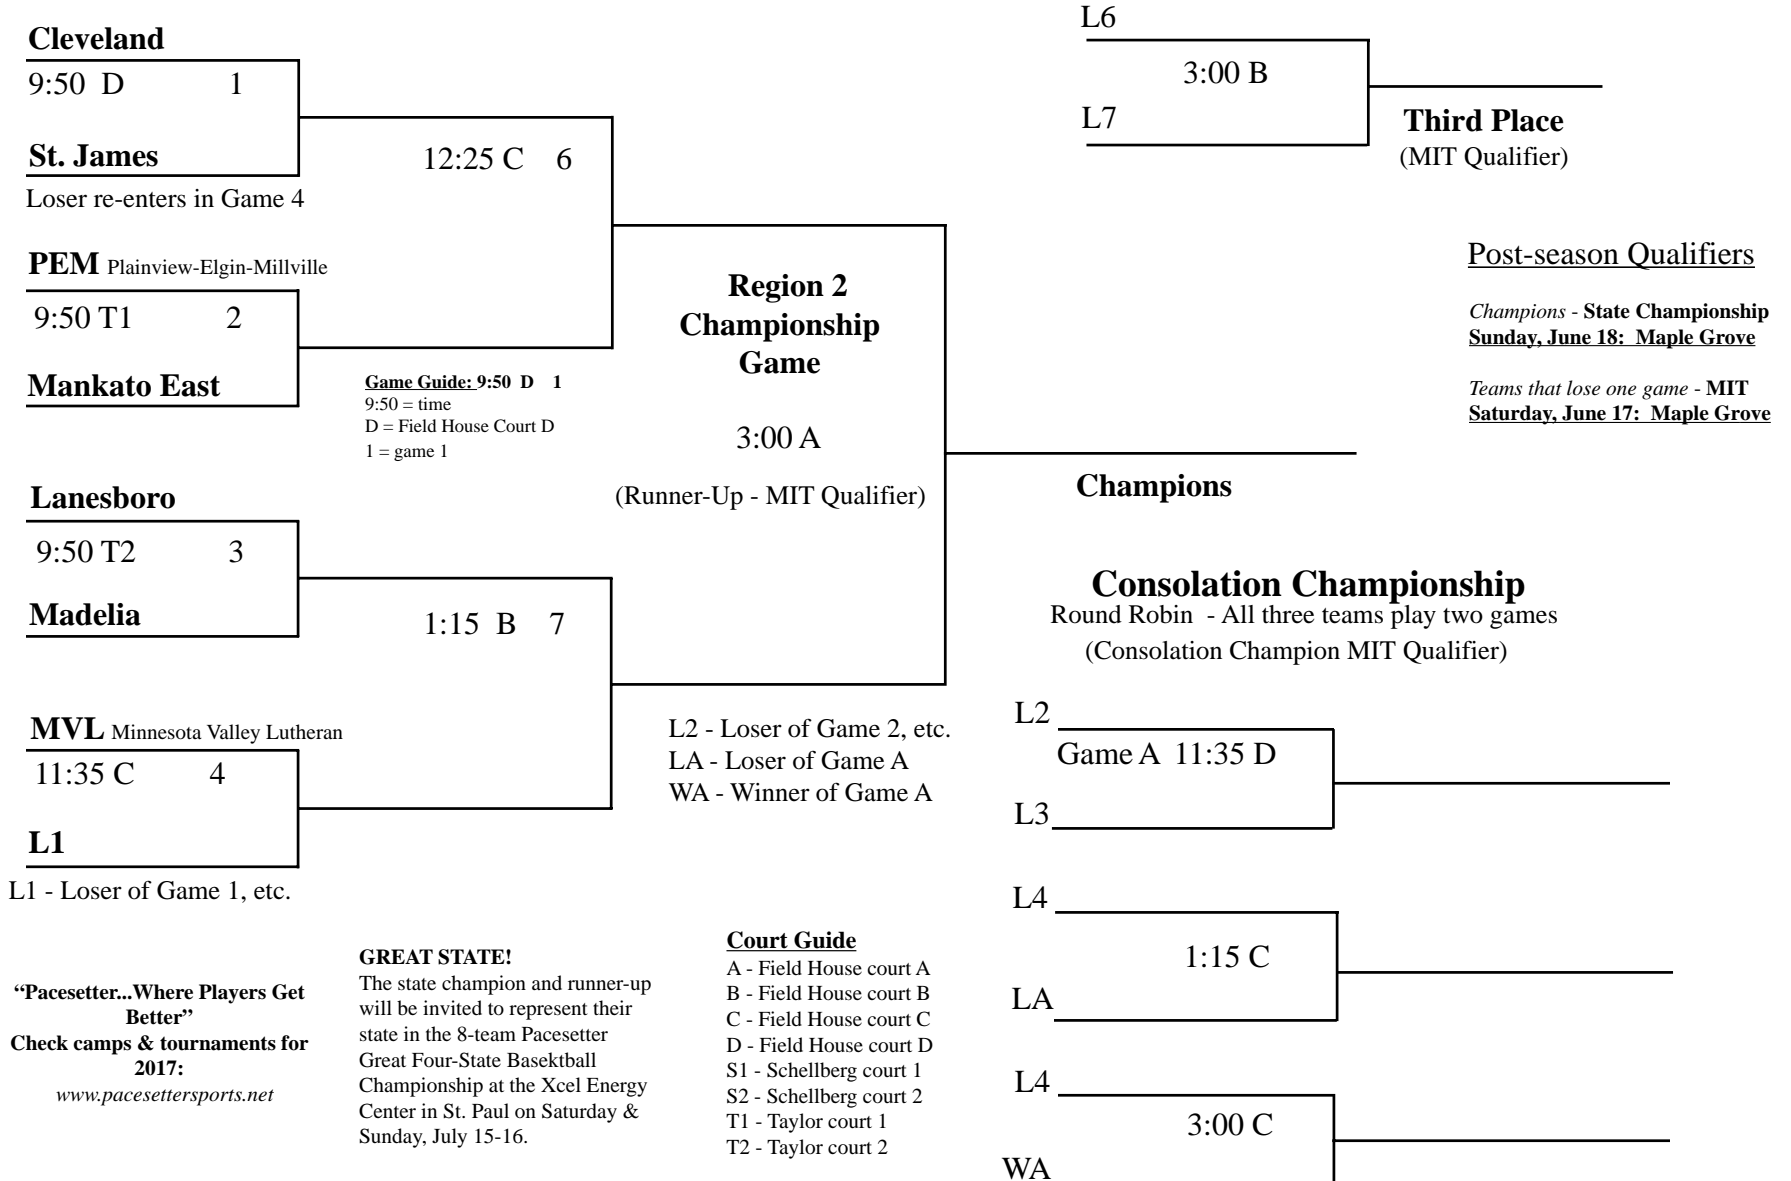 Cleveland
9:50 D 1
St. James
Loser re-enters in Game 4
12:25 C 6
PEM Plainview-Elgin-Millville
9:50 T1 2
Mankato East
Game Guide: 9:50 D 1
9:50 = time
D = Field House Court D
1 = game 1
Region 2
Championship
Game
3:00 A
(Runner-Up - MIT Qualifier)
Lanesboro
9:50 T2 3
Madelia
1:15 B 7
MVL Minnesota Valley Lutheran
11:35 C 4
L1
L1 - Loser of Game 1, etc.
L2 - Loser of Game 2, etc.
LA - Loser of Game A
WA - Winner of Game A
L6
3:00 B
L7
Third Place
(MIT Qualifier)
Post-season Qualifiers
Champions - State Championship
Sunday, June 18: Maple Grove
Teams that lose one game - MIT
Saturday, June 17: Maple Grove
Champions
Consolation Championship
Round Robin - All three teams play two games
(Consolation Champion MIT Qualifier)
L2
Game A 11:35 D
L3
L4
1:15 C
LA
L4
3:00 C
WA
“Pacesetter...Where Players Get
Better”
Check camps & tournaments for
2017:
www.pacesettersports.net
GREAT STATE!
The state champion and runner-up
will be invited to represent their
state in the 8-team Pacesetter
Great Four-State Basektball
Championship at the Xcel Energy
Center in St. Paul on Saturday &
Sunday, July 15-16.
Court Guide
A - Field House court A
B - Field House court B
C - Field House court C
D - Field House court D
S1 - Schellberg court 1
S2 - Schellberg court 2
T1 - Taylor court 1
T2 - Taylor court 2